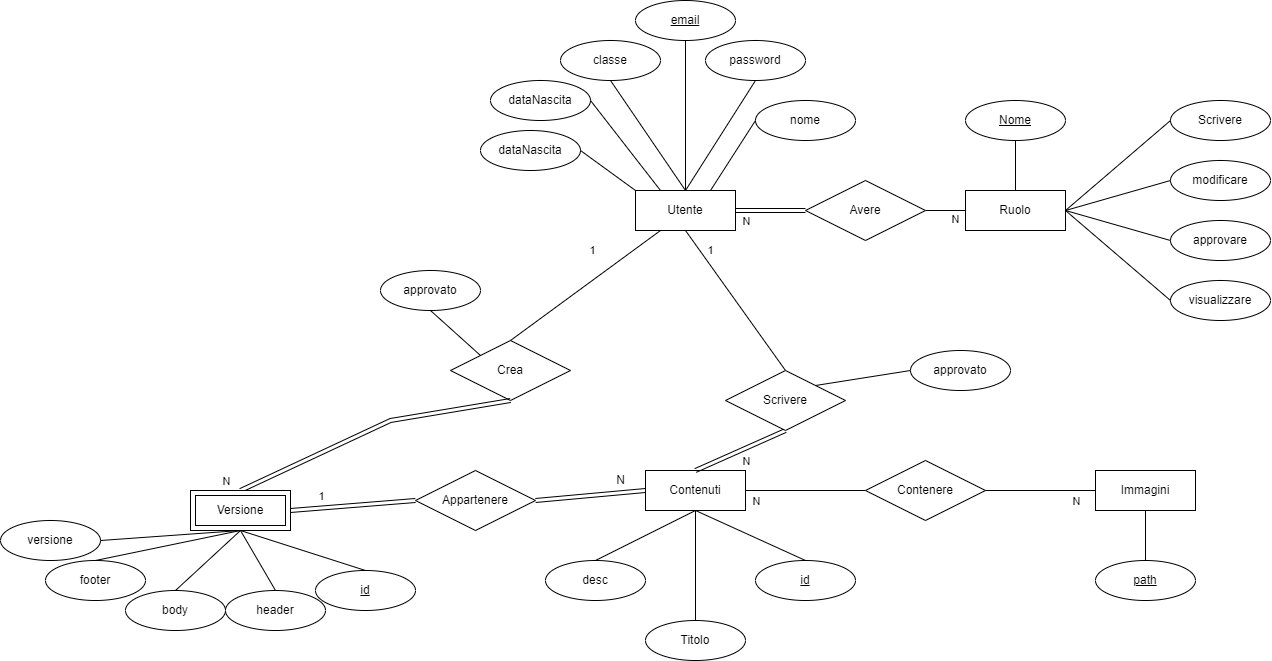 email
classe
password
dataNascita
nome
Nome
Scrivere
dataNascita
modificare
Utente
Avere
Ruolo
N
N
approvare
1
1
approvato
visualizzare
Crea
approvato
Scrivere
N
N
N
1
Appartenere
Contenuti
Contenere
Immagini
Versione
N
N
versione
footer
id
desc
id
path
body
header
Titolo